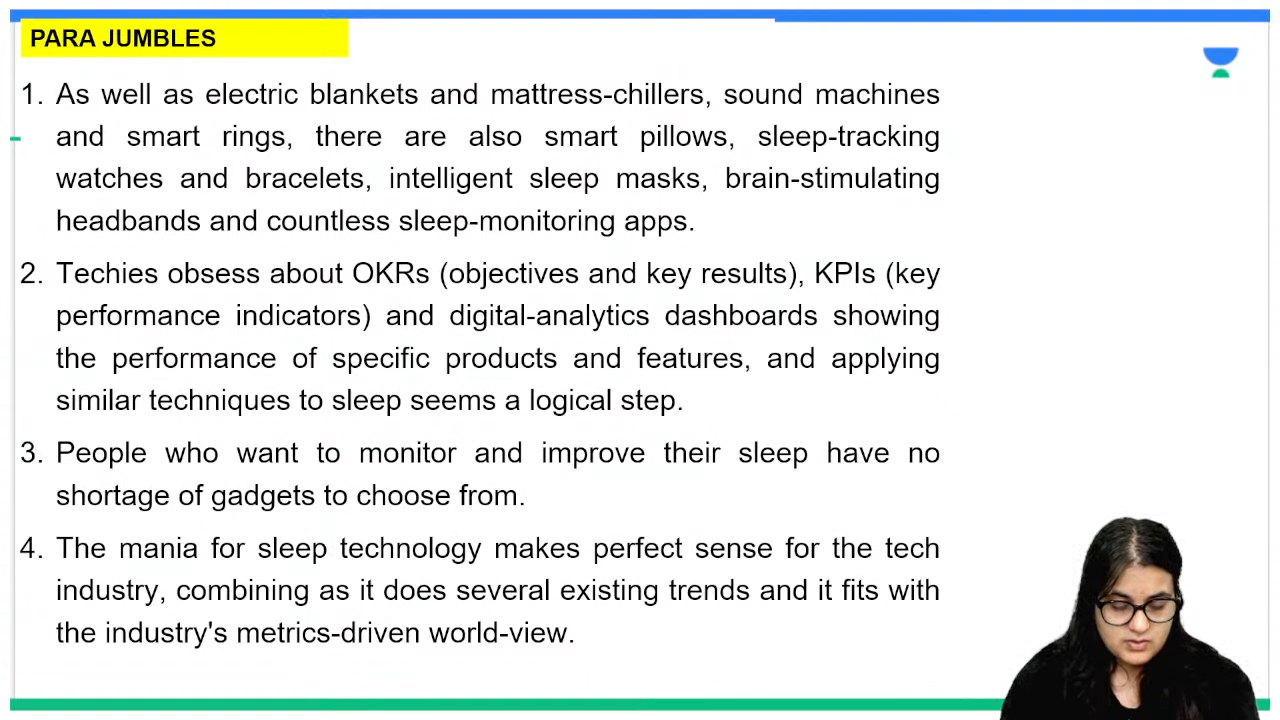 PARA JUMBLES
1. As well as electric blankets and mattress-chillers, sound machines
and smart rings, there are also smart pillows, sleep-tracking
watches and bracelets, intelligent sleep masks, brain-stimulating
headbands and countless sleep-monitoring apps.
2. Techies obsess about OKRs (objectives and key results), KPIs (key
performance indicators) and digital-analytics dashboards showing
the performance of specific products and features, and applying
similar techniques to sleep seems a logical step.
3. People who want to monitor and improve their sleep have no
shortage of gadgets to choose from.
4. The mania for sleep technology makes perfect sense for the tech
industry, combining as it does several existing trends and it fits with
the industry's metrics-driven world-view.